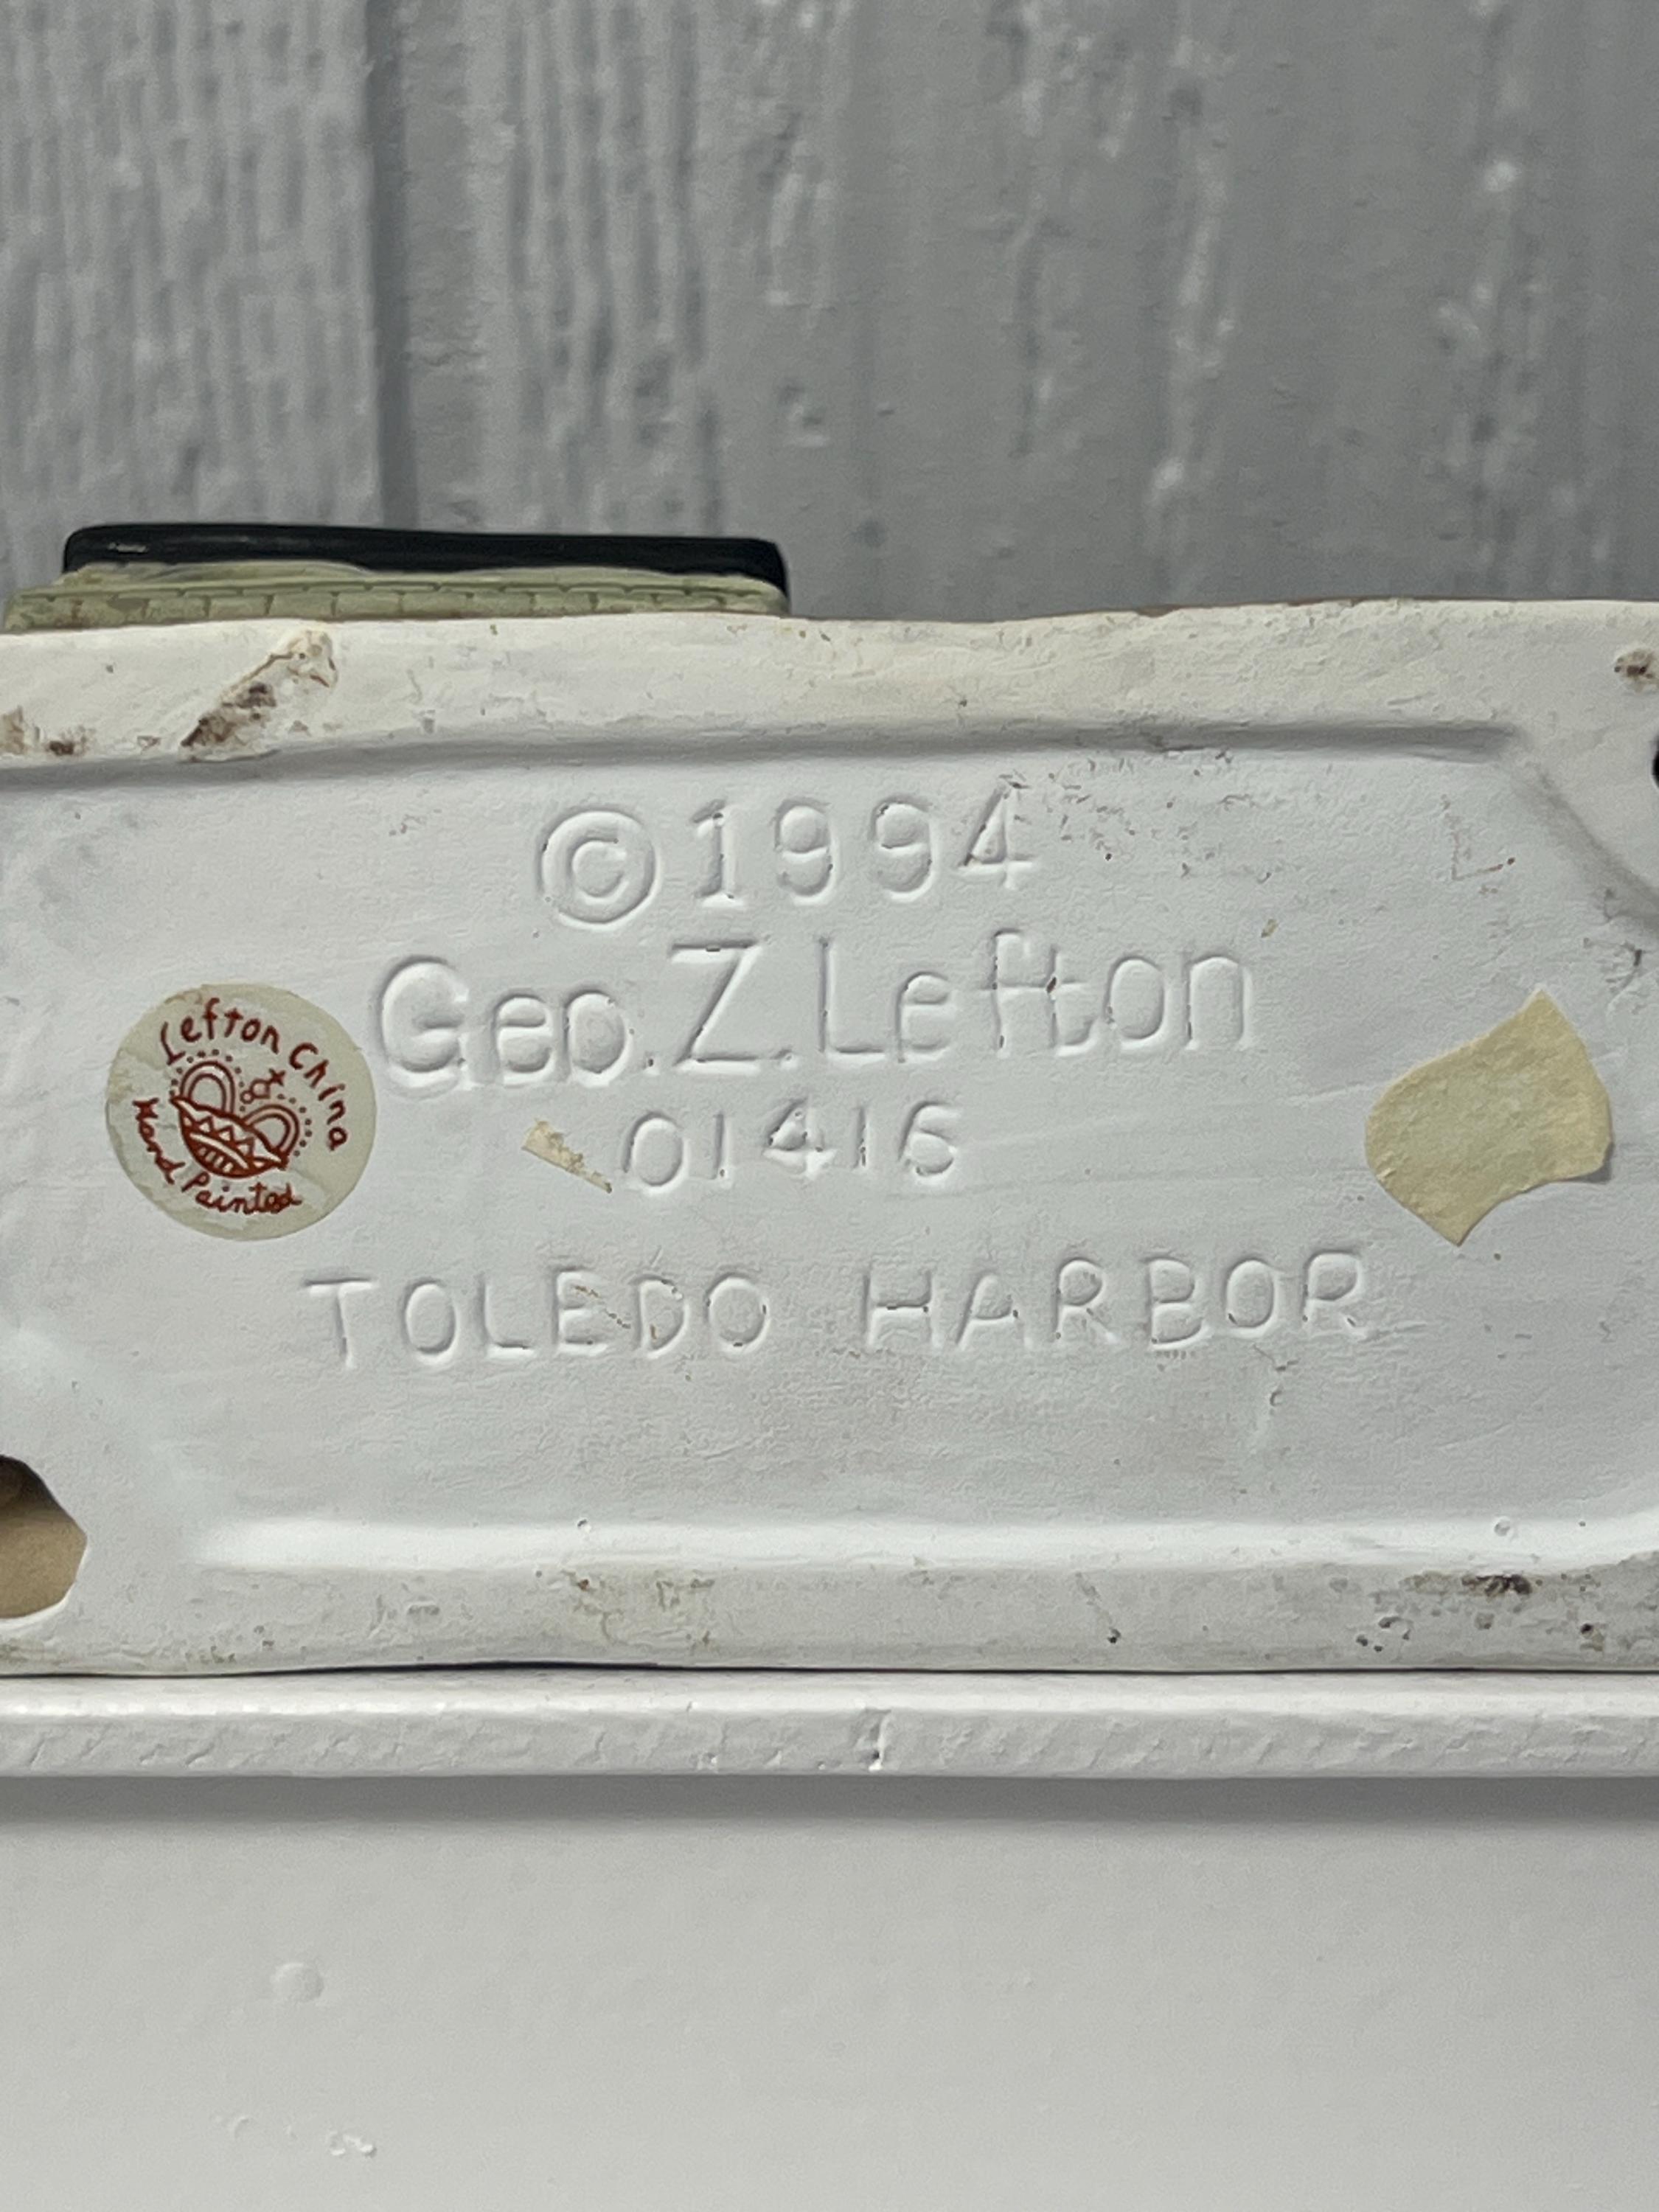 ©1994
Geo.Z.Lefton
01416
TOLEDO HARBOR
Lefton China
Hand Painted